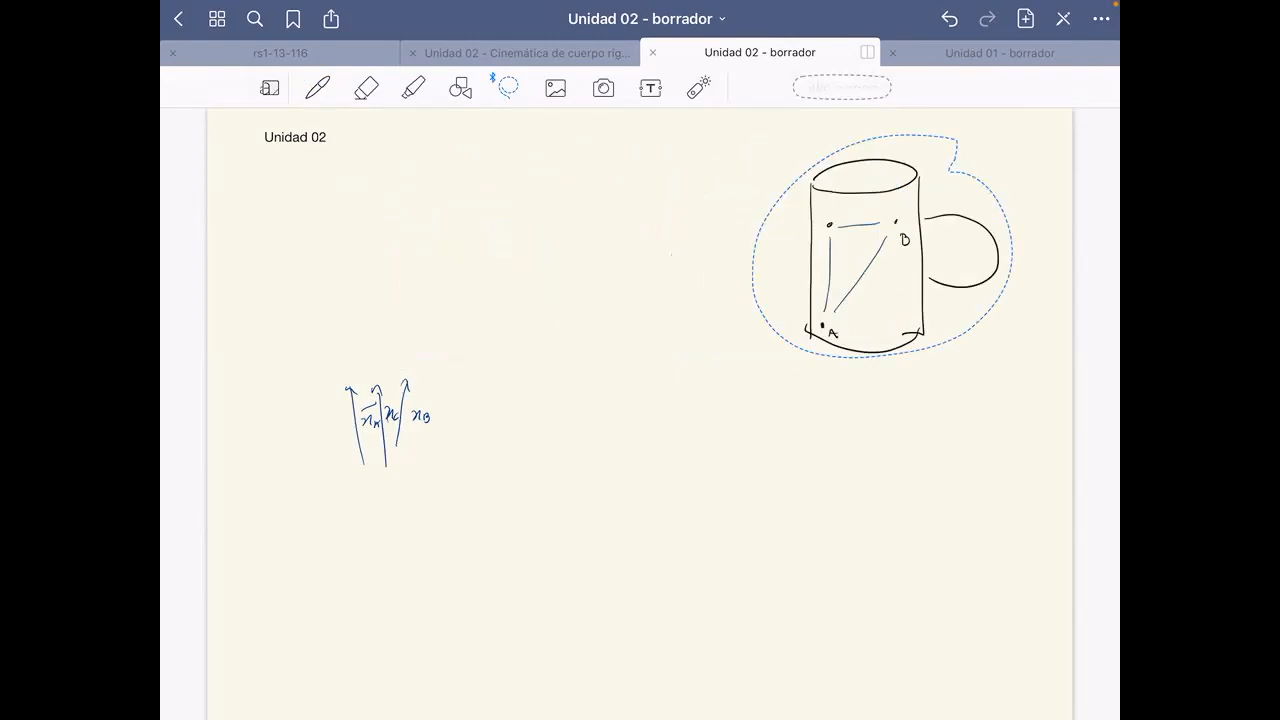 Unidad 02 - borrador
rs1-13-116
Unidad 02 - Cinemática de cuerpo ríg...
Unidad 02 - borrador
Unidad 01 - borrador
T
Unidad 02
B
A
x_A
x_C
x_B